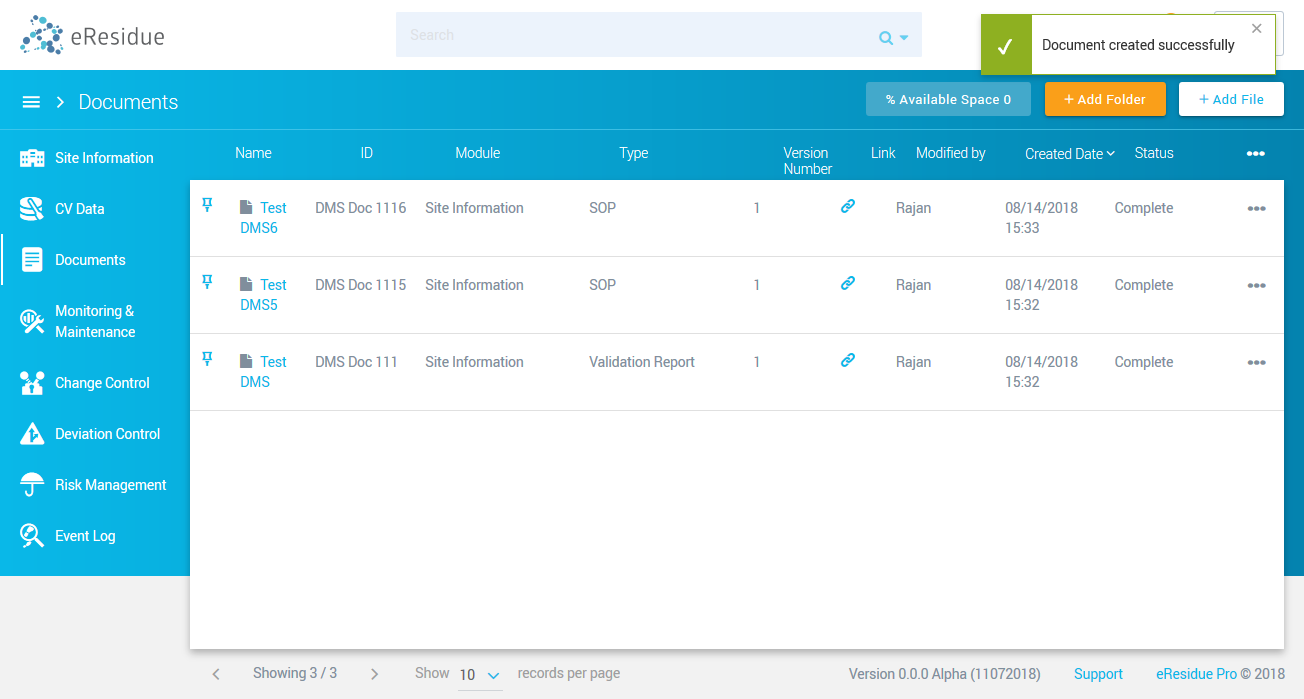 eResidue
Search
Document created successfully
Documents
% Available Space 0
+ Add Folder
+ Add File
Name ID Module Type Version Number Link Modified by Created Date Status
Site Information
CV Data
Documents
Monitoring &
Maintenance
Change Control
Deviation Control
Risk Management
Event Log
Test DMS6 DMS Doc 1116 Site Information SOP 1 Rajan 08/14/2018 15:33 Complete
Test DMS5 DMS Doc 1115 Site Information SOP 1 Rajan 08/14/2018 15:32 Complete
Test DMS DMS Doc 111 Site Information Validation Report 1 Rajan 08/14/2018 15:32 Complete
Showing 3 / 3 Show 10 records per page Version 0.0.0 Alpha (11072018) Support eResidue Pro © 2018